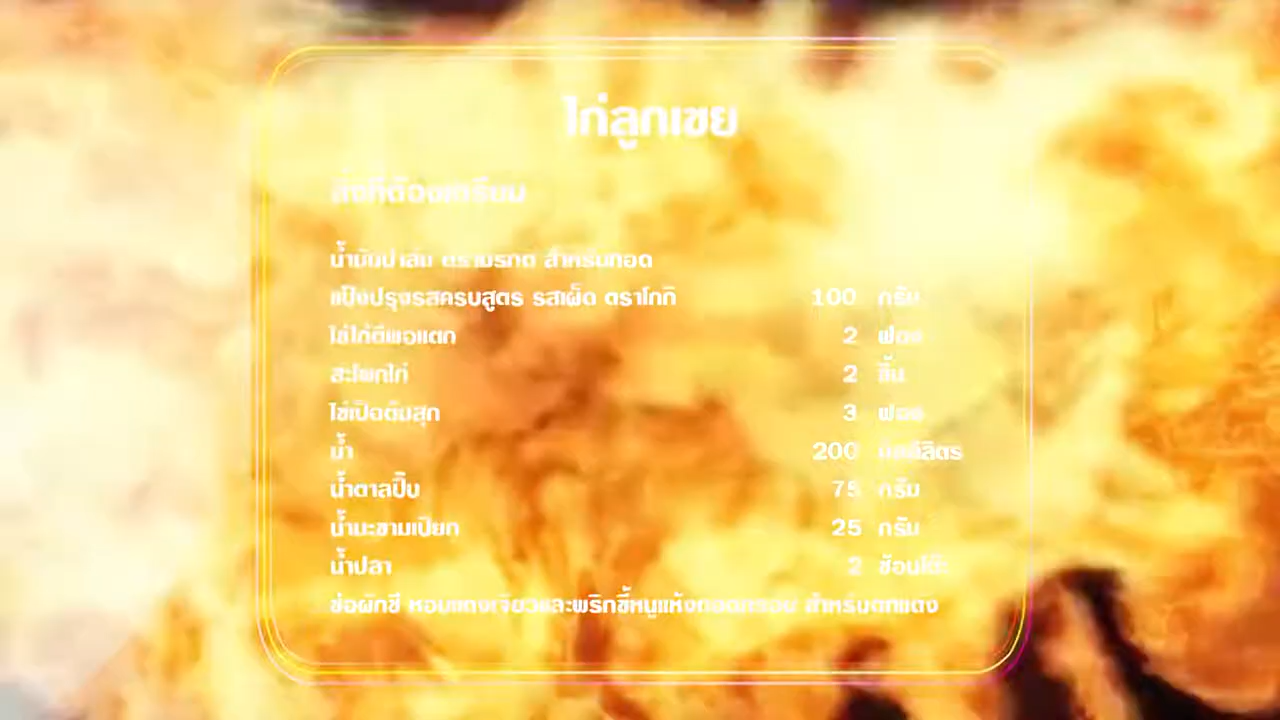 ไก่ลูกเขย
สิ่งที่ต้องเตรียม
น้ำมันปาล์ม ตรามรกต สำหรับทอด
แป้งปรุงรสครบสูตร รสเผ็ด ตราโกกิ 100 กรัม
ไข่ไก่ตีพอแตก 2 ฟอง
สะโพกไก่ 2 ชิ้น
ไข่เป็ดต้มสุก 3 ฟอง
น้ำ 200 มิลลิลิตร
น้ำตาลปี๊บ 75 กรัม
น้ำมะขามเปียก 25 กรัม
น้ำปลา 2 ช้อนโต๊ะ
ช่อผักชี หอมแดงเจียวและพริกขี้หนูแห้งทอดกรอบ สำหรับตกแต่ง